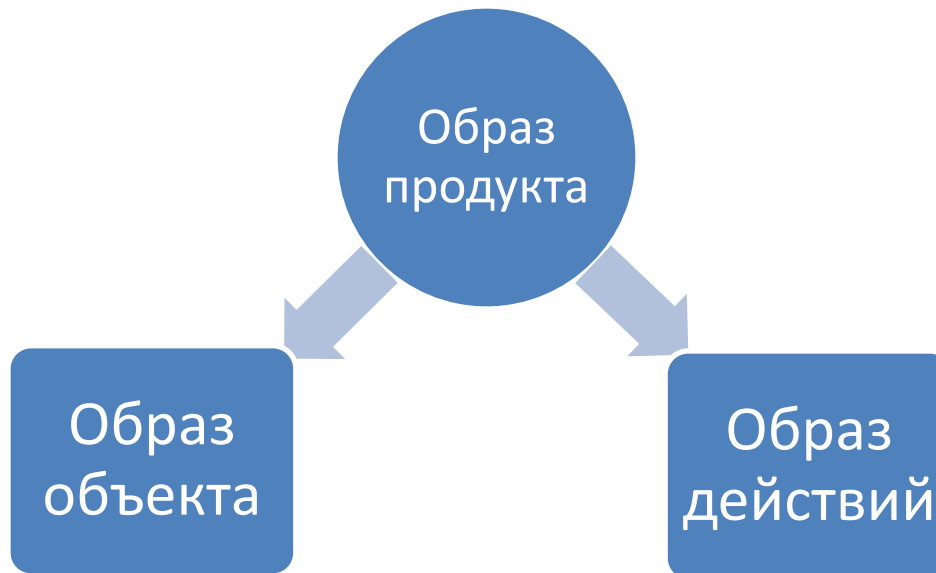 Образ
продукта
Образ
объекта
Образ
действий